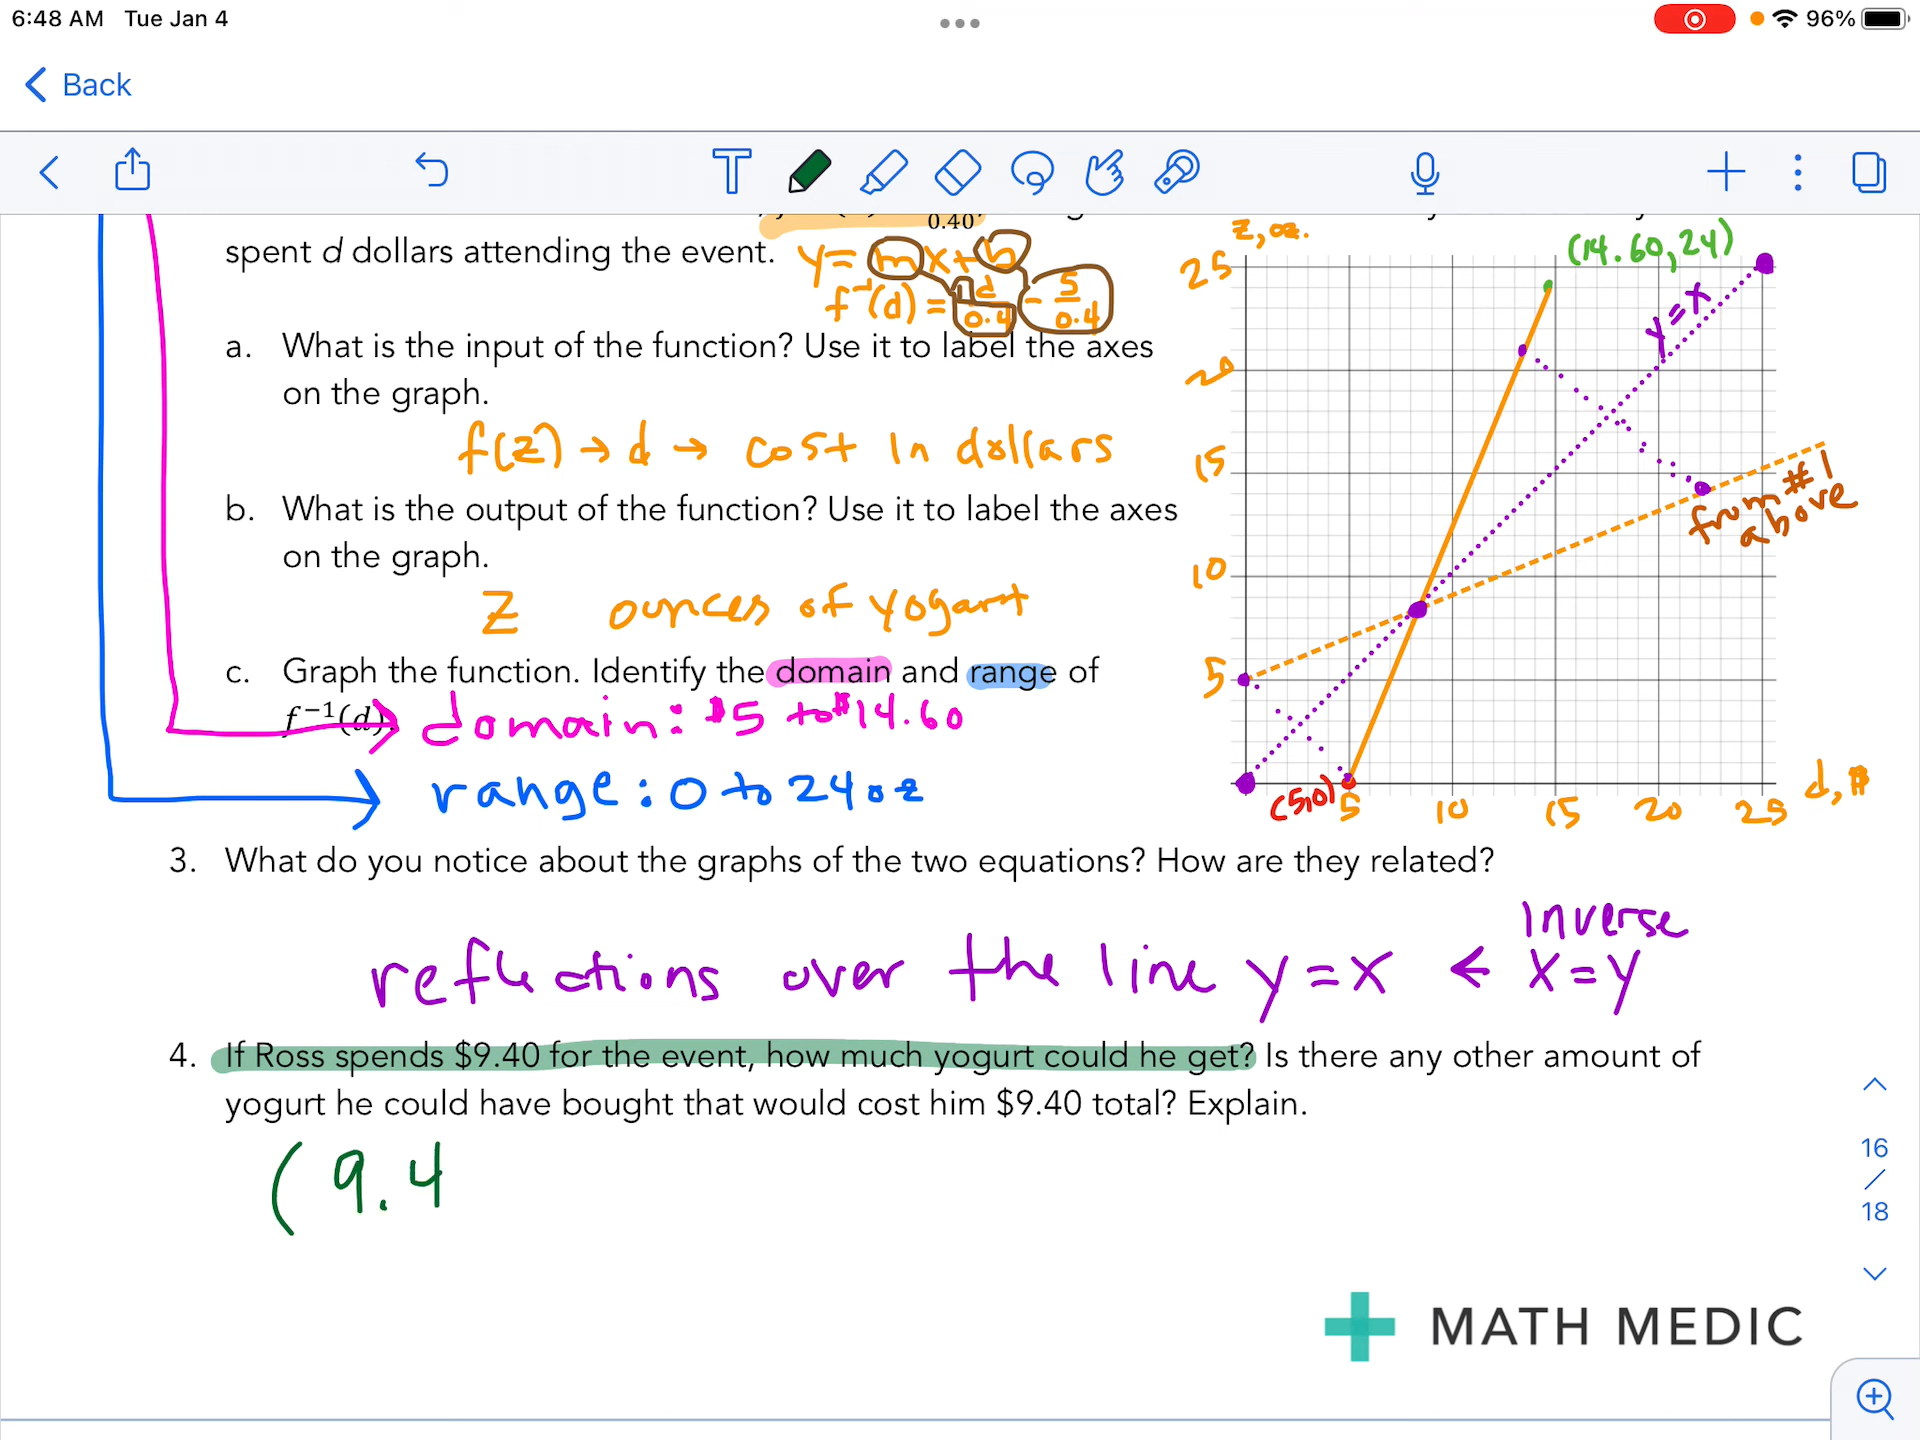 6:48 AM Tue Jan 4
96%
Back
0.40
spent d dollars attending the event.
y = mx + b
f⁻¹(d) = 1d/0.4 - 5/0.4
a. What is the input of the function? Use it to label the axes
on the graph.
f(z) → d → cost in dollars
b. What is the output of the function? Use it to label the axes
on the graph.
z ounces of yogart
c. Graph the function. Identify the domain and range of
f⁻¹(d)
domain: $5 to $14.60
range: 0 to 24 oz
z, oz.
25
20
15
10
5
(14.60, 24)
y = x
from #1
above
(5,0)
5 10 15 20 25
d, $
3. What do you notice about the graphs of the two equations? How are they related?
inverse
reflections over the line y = x ← x = y
4. If Ross spends $9.40 for the event, how much yogurt could he get? Is there any other amount of
yogurt he could have bought that would cost him $9.40 total? Explain.
( 9.4
16
/
18
MATH MEDIC